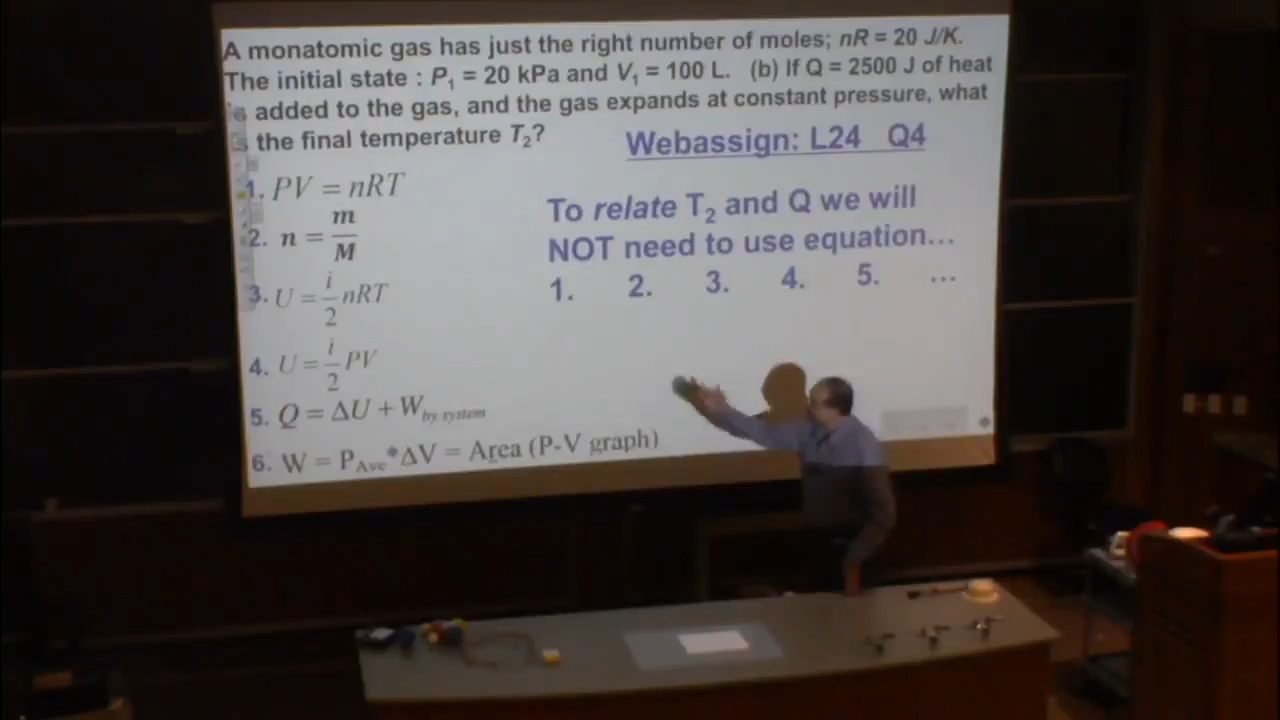 A monatomic gas has just the right number of moles; nR = 20 J/K.
The initial state : P₁ = 20 kPa and V₁ = 100 L. (b) If Q = 2500 J of heat
is added to the gas, and the gas expands at constant pressure, what
is the final temperature T₂?
Webassign: L24 Q4
1. PV = nRT
2. n = m/M
3. U = i/2 nRT
4. U = i/2 PV
5. Q = ΔU + W by system
6. W = P Ave*ΔV = Area (P-V graph)
To relate T₂ and Q we will
NOT need to use equation...
1. 2. 3. 4. 5. ...